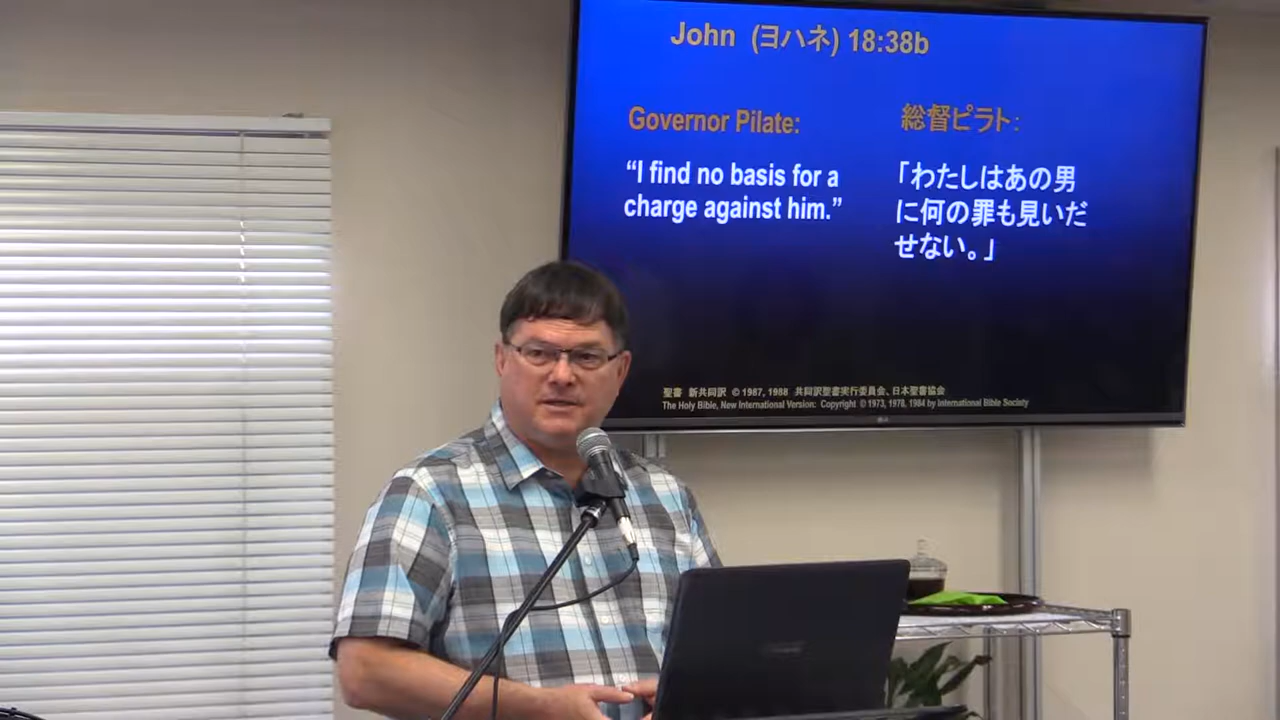 John (ヨハネ) 18:38b
Governor Pilate:
“I find no basis for a
charge against him.”
総督ピラト:
「わたしはあの男
に何の罪も見いだ
せない。」
聖書 新共同訳 © 1987, 1988 共同訳聖書実行委員会、日本聖書協会
The Holy Bible, New International Version: Copyright © 1973, 1978, 1984 by International Bible Society
LG